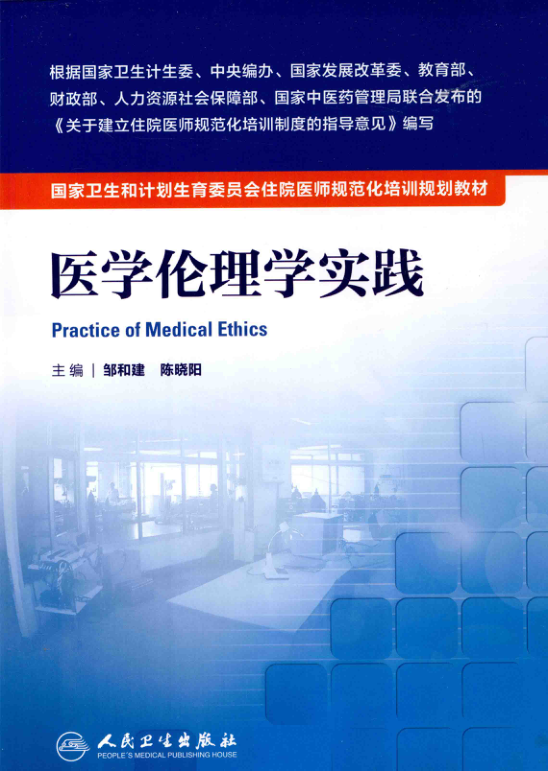 根据国家卫生计生委、中央编办、国家发展改革委、教育部、
财政部、人力资源社会保障部、国家中医药管理局联合发布的
《关于建立住院医师规范化培训制度的指导意见》编写
国家卫生和计划生育委员会住院医师规范化培训规划教材
医学伦理学实践
Practice of Medical Ethics
主编 | 邹和建 陈晓阳
人民卫生出版社
PEOPLE'S MEDICAL PUBLISHING HOUSE